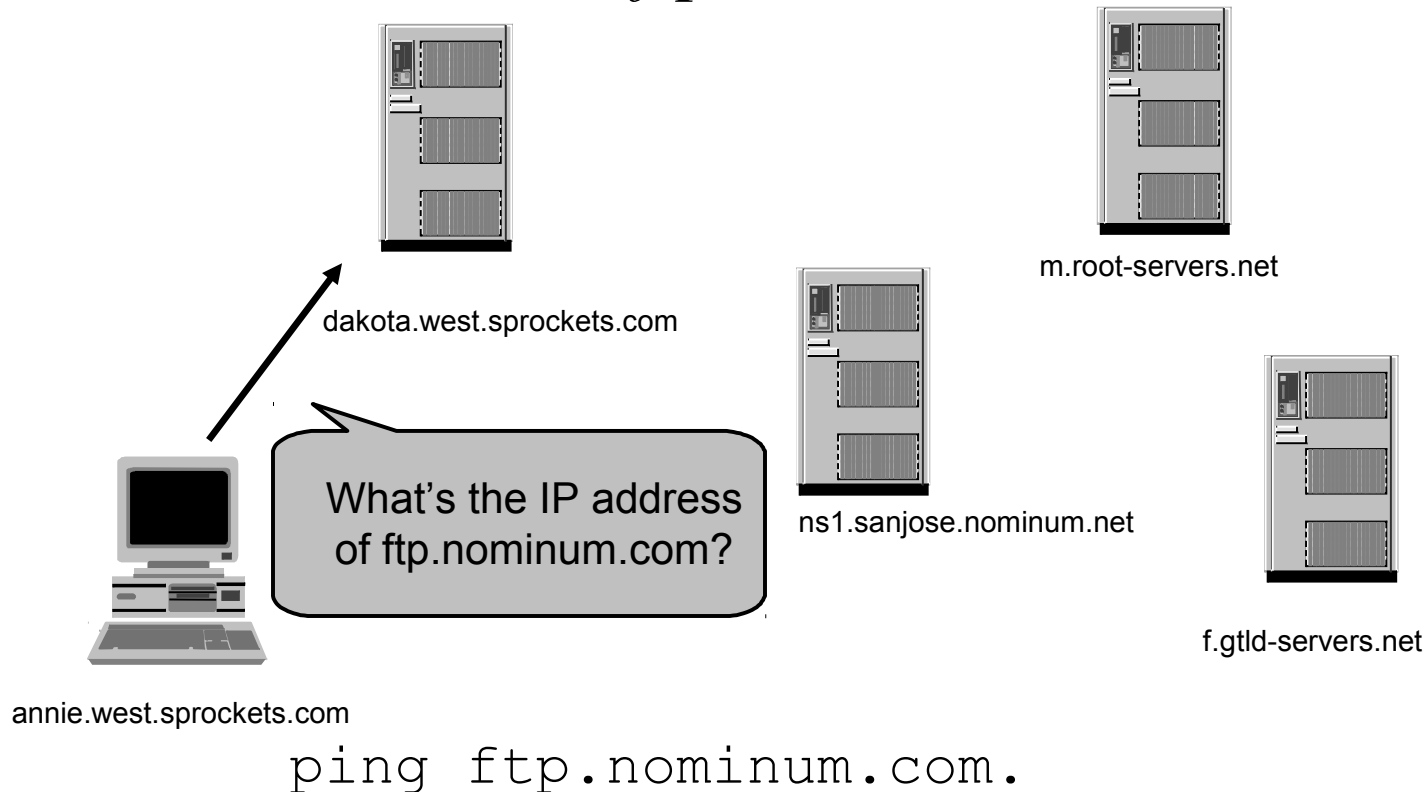 m.root-servers.net
dakota.west.sprockets.com
What’s the IP address
of ftp.nominum.com?
ns1.sanjose.nominum.net
f.gtld-servers.net
annie.west.sprockets.com
ping ftp.nominum.com.